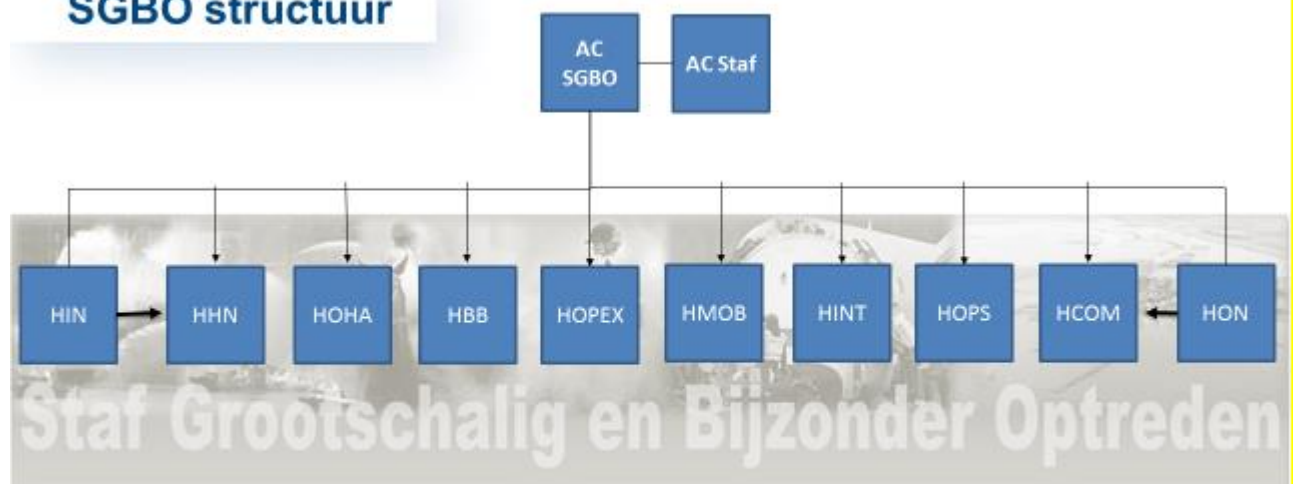 SGBO structuur
AC
SGBO
AC Staf
HIN
HHN
HOHA
HBB
HOPEX
HMOB
HINT
HOPS
HCOM
HON
Staf Grootschalig en Bijzonder Optreden